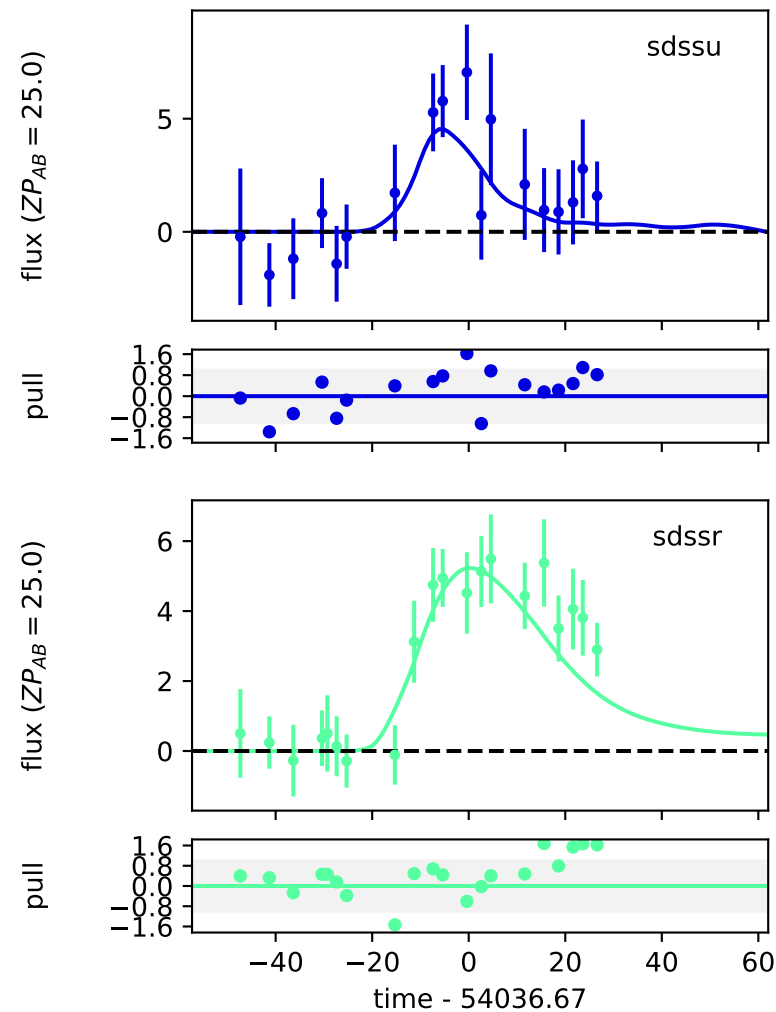 sdssu
flux (ZP_AB = 25.0)
5
0
pull
1.6
0.8
0.0
−0.8
−1.6
sdssr
flux (ZP_AB = 25.0)
6
4
2
0
pull
1.6
0.8
0.0
−0.8
−1.6
−40 −20 0 20 40 60
time - 54036.67